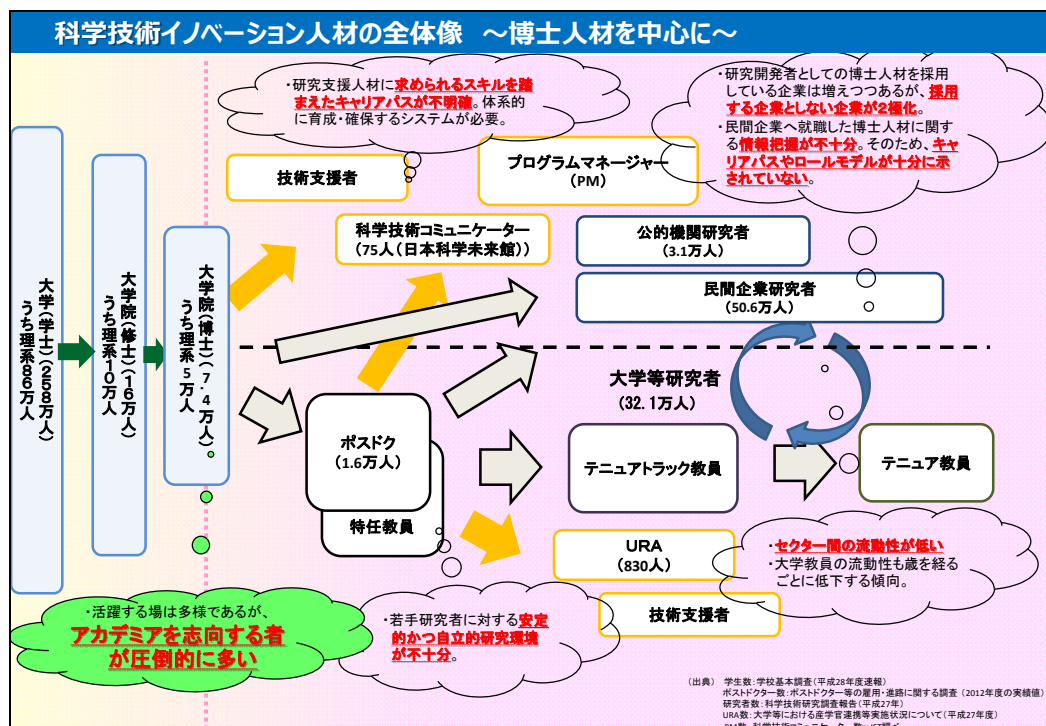 科学技術イノベーション人材の全体像 ～博士人材を中心に～
・研究支援人材に求められるスキルを踏
まえたキャリアパスが不明確。体系的
に育成・確保するシステムが必要。
・研究開発者としての博士人材を採用
している企業は増えつつあるが、採用
する企業としない企業が2極化。
・民間企業へ就職した博士人材に関す
る情報把握が不十分。そのため、キャ
リアパスやロールモデルが十分に示
されていない。
技術支援者
プログラムマネージャー
（PM）
科学技術コミュニケーター
（75人（日本科学未来館））
公的機関研究者
（3.1万人）
民間企業研究者
（50.6万人）
大学（学士）（258万人）
うち理系86万人
大学院（修士）（16万人）
うち理系10万人
大学院（博士）（7.4万人）
うち理系5万人
大学等研究者
（32.1万人）
ポスドク
（1.6万人）
特任教員
テニュアトラック教員
テニュア教員
URA
（830人）
技術支援者
・セクター間の流動性が低い
・大学教員の流動性も歳を経る
ごとに低下する傾向。
・活躍する場は多様であるが、
アカデミアを志向する者
が圧倒的に多い
・若手研究者に対する安定
的かつ自立的研究環境
が不十分。
（出典） 学生数：学校基本調査（平成28年度速報）
ポストドクター数：ポストドクター等の雇用・進路に関する調査（2012年度の実績値）
研究者数：科学技術研究調査報告（平成27年）
URA数：大学等における産学官連携等実施状況について（平成27年度）